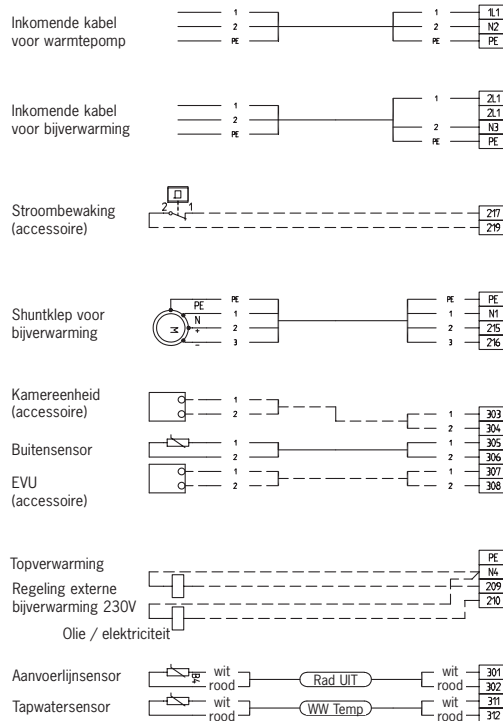 Inkomende kabel
voor warmtepomp
1 1 1L1
2 2 N2
PE PE PE
Inkomende kabel
voor bijverwarming
1 1 2L1
2L1
2 2 N3
PE PE PE
Stroombewaking
(accessoire)
2 1
217
219
Shuntklep voor
bijverwarming
M
PE PE PE PE
N 1 1 N1
+ 2 2 215
- 3 3 216
Kamereenheid
(accessoire)
1 1 303
2 2 304
Buitensensor
1 1 305
2 2 306
EVU
(accessoire)
1 1 307
2 2 308
PE
Topverwarming
N4
Regeling externe
bijverwarming 230V
209
210
Olie / elektriciteit
Aanvoerlijnsensor
B4
wit Rad UIT wit 301
rood rood 302
Tapwatersensor
wit WW Temp wit 311
rood rood 312